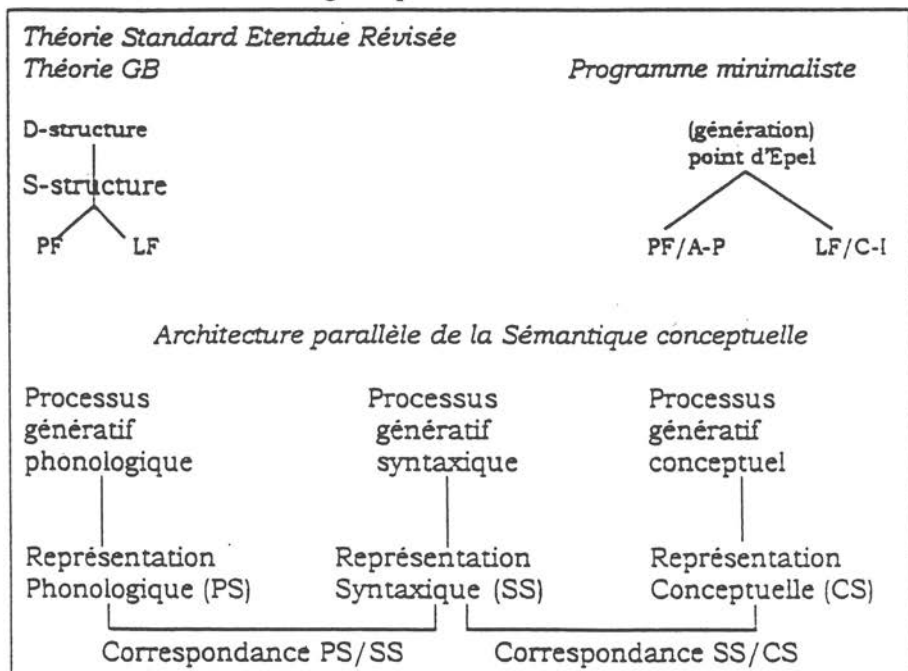 Théorie Standard Etendue Révisée
Théorie GB
Programme minimaliste
D-structure
S-structure
PF
LF
(génération)
point d'Epel
PF/A-P
LF/C-I
Architecture parallèle de la Sémantique conceptuelle
Processus
génératif
phonologique
Processus
génératif
syntaxique
Processus
génératif
conceptuel
Représentation
Phonologique (PS)
Représentation
Syntaxique (SS)
Représentation
Conceptuelle (CS)
Correspondance PS/SS
Correspondance SS/CS